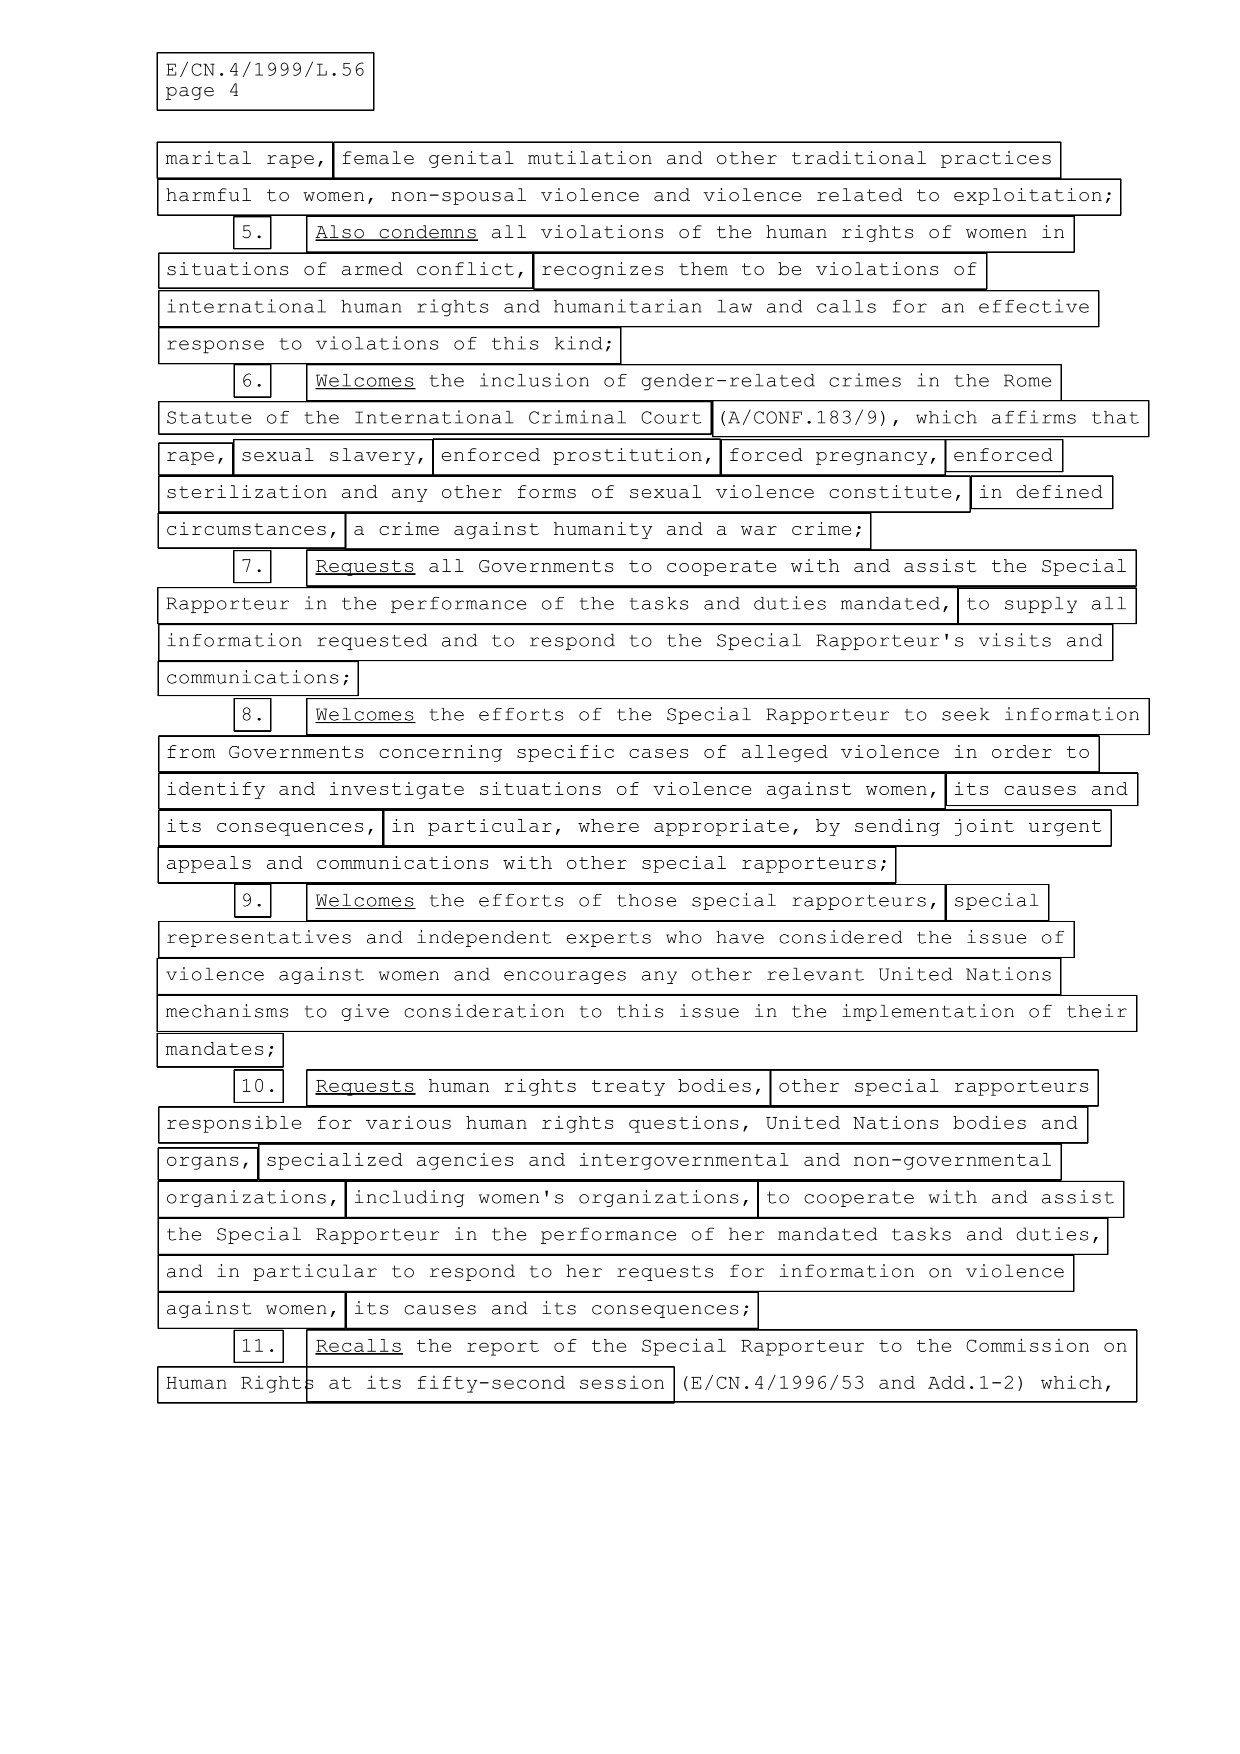 E/CN.4/1999/L.56
page 4
marital rape, female genital mutilation and other traditional practices
harmful to women, non-spousal violence and violence related to exploitation;
5. Also condemns all violations of the human rights of women in
situations of armed conflict, recognizes them to be violations of
international human rights and humanitarian law and calls for an effective
response to violations of this kind;
6. Welcomes the inclusion of gender-related crimes in the Rome
Statute of the International Criminal Court (A/CONF.183/9), which affirms that
rape, sexual slavery, enforced prostitution, forced pregnancy, enforced
sterilization and any other forms of sexual violence constitute, in defined
circumstances, a crime against humanity and a war crime;
7. Requests all Governments to cooperate with and assist the Special
Rapporteur in the performance of the tasks and duties mandated, to supply all
information requested and to respond to the Special Rapporteur's visits and
communications;
8. Welcomes the efforts of the Special Rapporteur to seek information
from Governments concerning specific cases of alleged violence in order to
identify and investigate situations of violence against women, its causes and
its consequences, in particular, where appropriate, by sending joint urgent
appeals and communications with other special rapporteurs;
9. Welcomes the efforts of those special rapporteurs, special
representatives and independent experts who have considered the issue of
violence against women and encourages any other relevant United Nations
mechanisms to give consideration to this issue in the implementation of their
mandates;
10. Requests human rights treaty bodies, other special rapporteurs
responsible for various human rights questions, United Nations bodies and
organs, specialized agencies and intergovernmental and non-governmental
organizations, including women's organizations, to cooperate with and assist
the Special Rapporteur in the performance of her mandated tasks and duties,
and in particular to respond to her requests for information on violence
against women, its causes and its consequences;
11. Recalls the report of the Special Rapporteur to the Commission on
Human Rights at its fifty-second session (E/CN.4/1996/53 and Add.1-2) which,